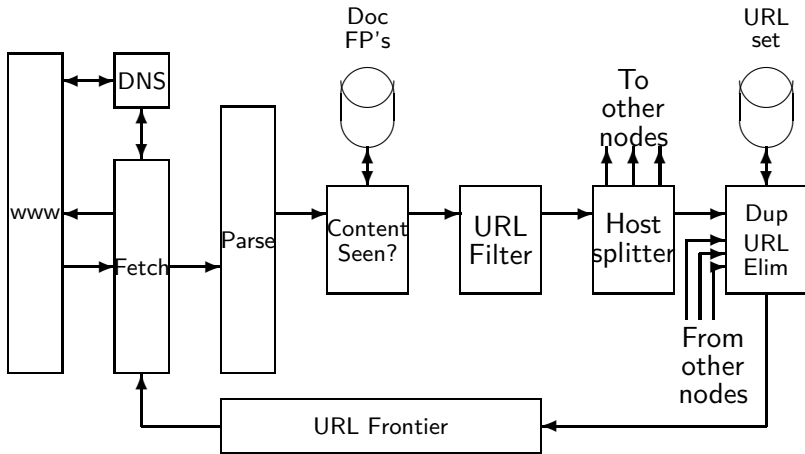 Doc
FP's
URL
set
DNS
To
other
nodes
www
Fetch
Parse
Content
Seen?
URL
Filter
Host
splitter
Dup
URL
Elim
From
other
nodes
URL Frontier